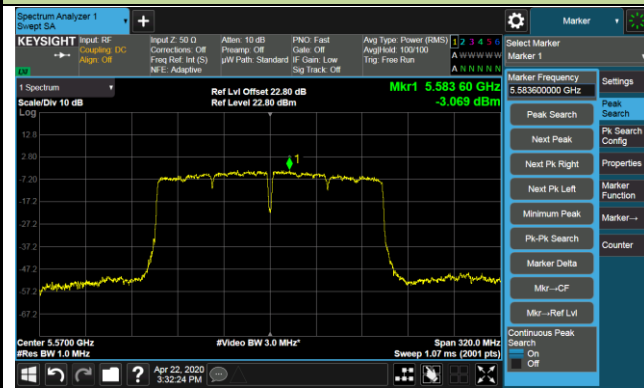 Spectrum Analyzer 1
Swept SA
Marker
KEYSIGHT
Input: RF
Coupling: DC
Align: Off
Input Z: 50 Ω
Corrections: Off
Freq Ref: Int (S)
NFE: Adaptive
Atten: 10 dB
Preamp: Off
µW Path: Standard
PNO: Fast
Gate: Off
IF Gain: Low
Sig Track: Off
Avg Type: Power (RMS)
Avg|Hold: 100/100
Trig: Free Run
1 2 3 4 5 6
A W W W W W
A N N N N N
LXI
Select Marker
Marker 1
1 Spectrum
Scale/Div 10 dB
Log
Ref Lvl Offset 22.80 dB
Ref Level 22.80 dBm
Mkr1 5.583 60 GHz
-3.069 dBm
12.8
2.80
-7.20
-17.2
-27.2
-37.2
-47.2
-57.2
-67.2
1
Center 5.5700 GHz
#Res BW 1.0 MHz
#Video BW 3.0 MHz*
Span 320.0 MHz
Sweep 1.07 ms (2001 pts)
Marker Frequency
5.583600000 GHz
Peak Search
Next Peak
Next Pk Right
Next Pk Left
Minimum Peak
Pk-Pk Search
Marker Delta
Mkr→CF
Mkr→Ref Lvl
Continuous Peak
Search
On
Off
Settings
Peak
Search
Pk Search
Config
Properties
Marker
Function
Marker→
Counter
?
Apr 22, 2020
3:32:24 PM